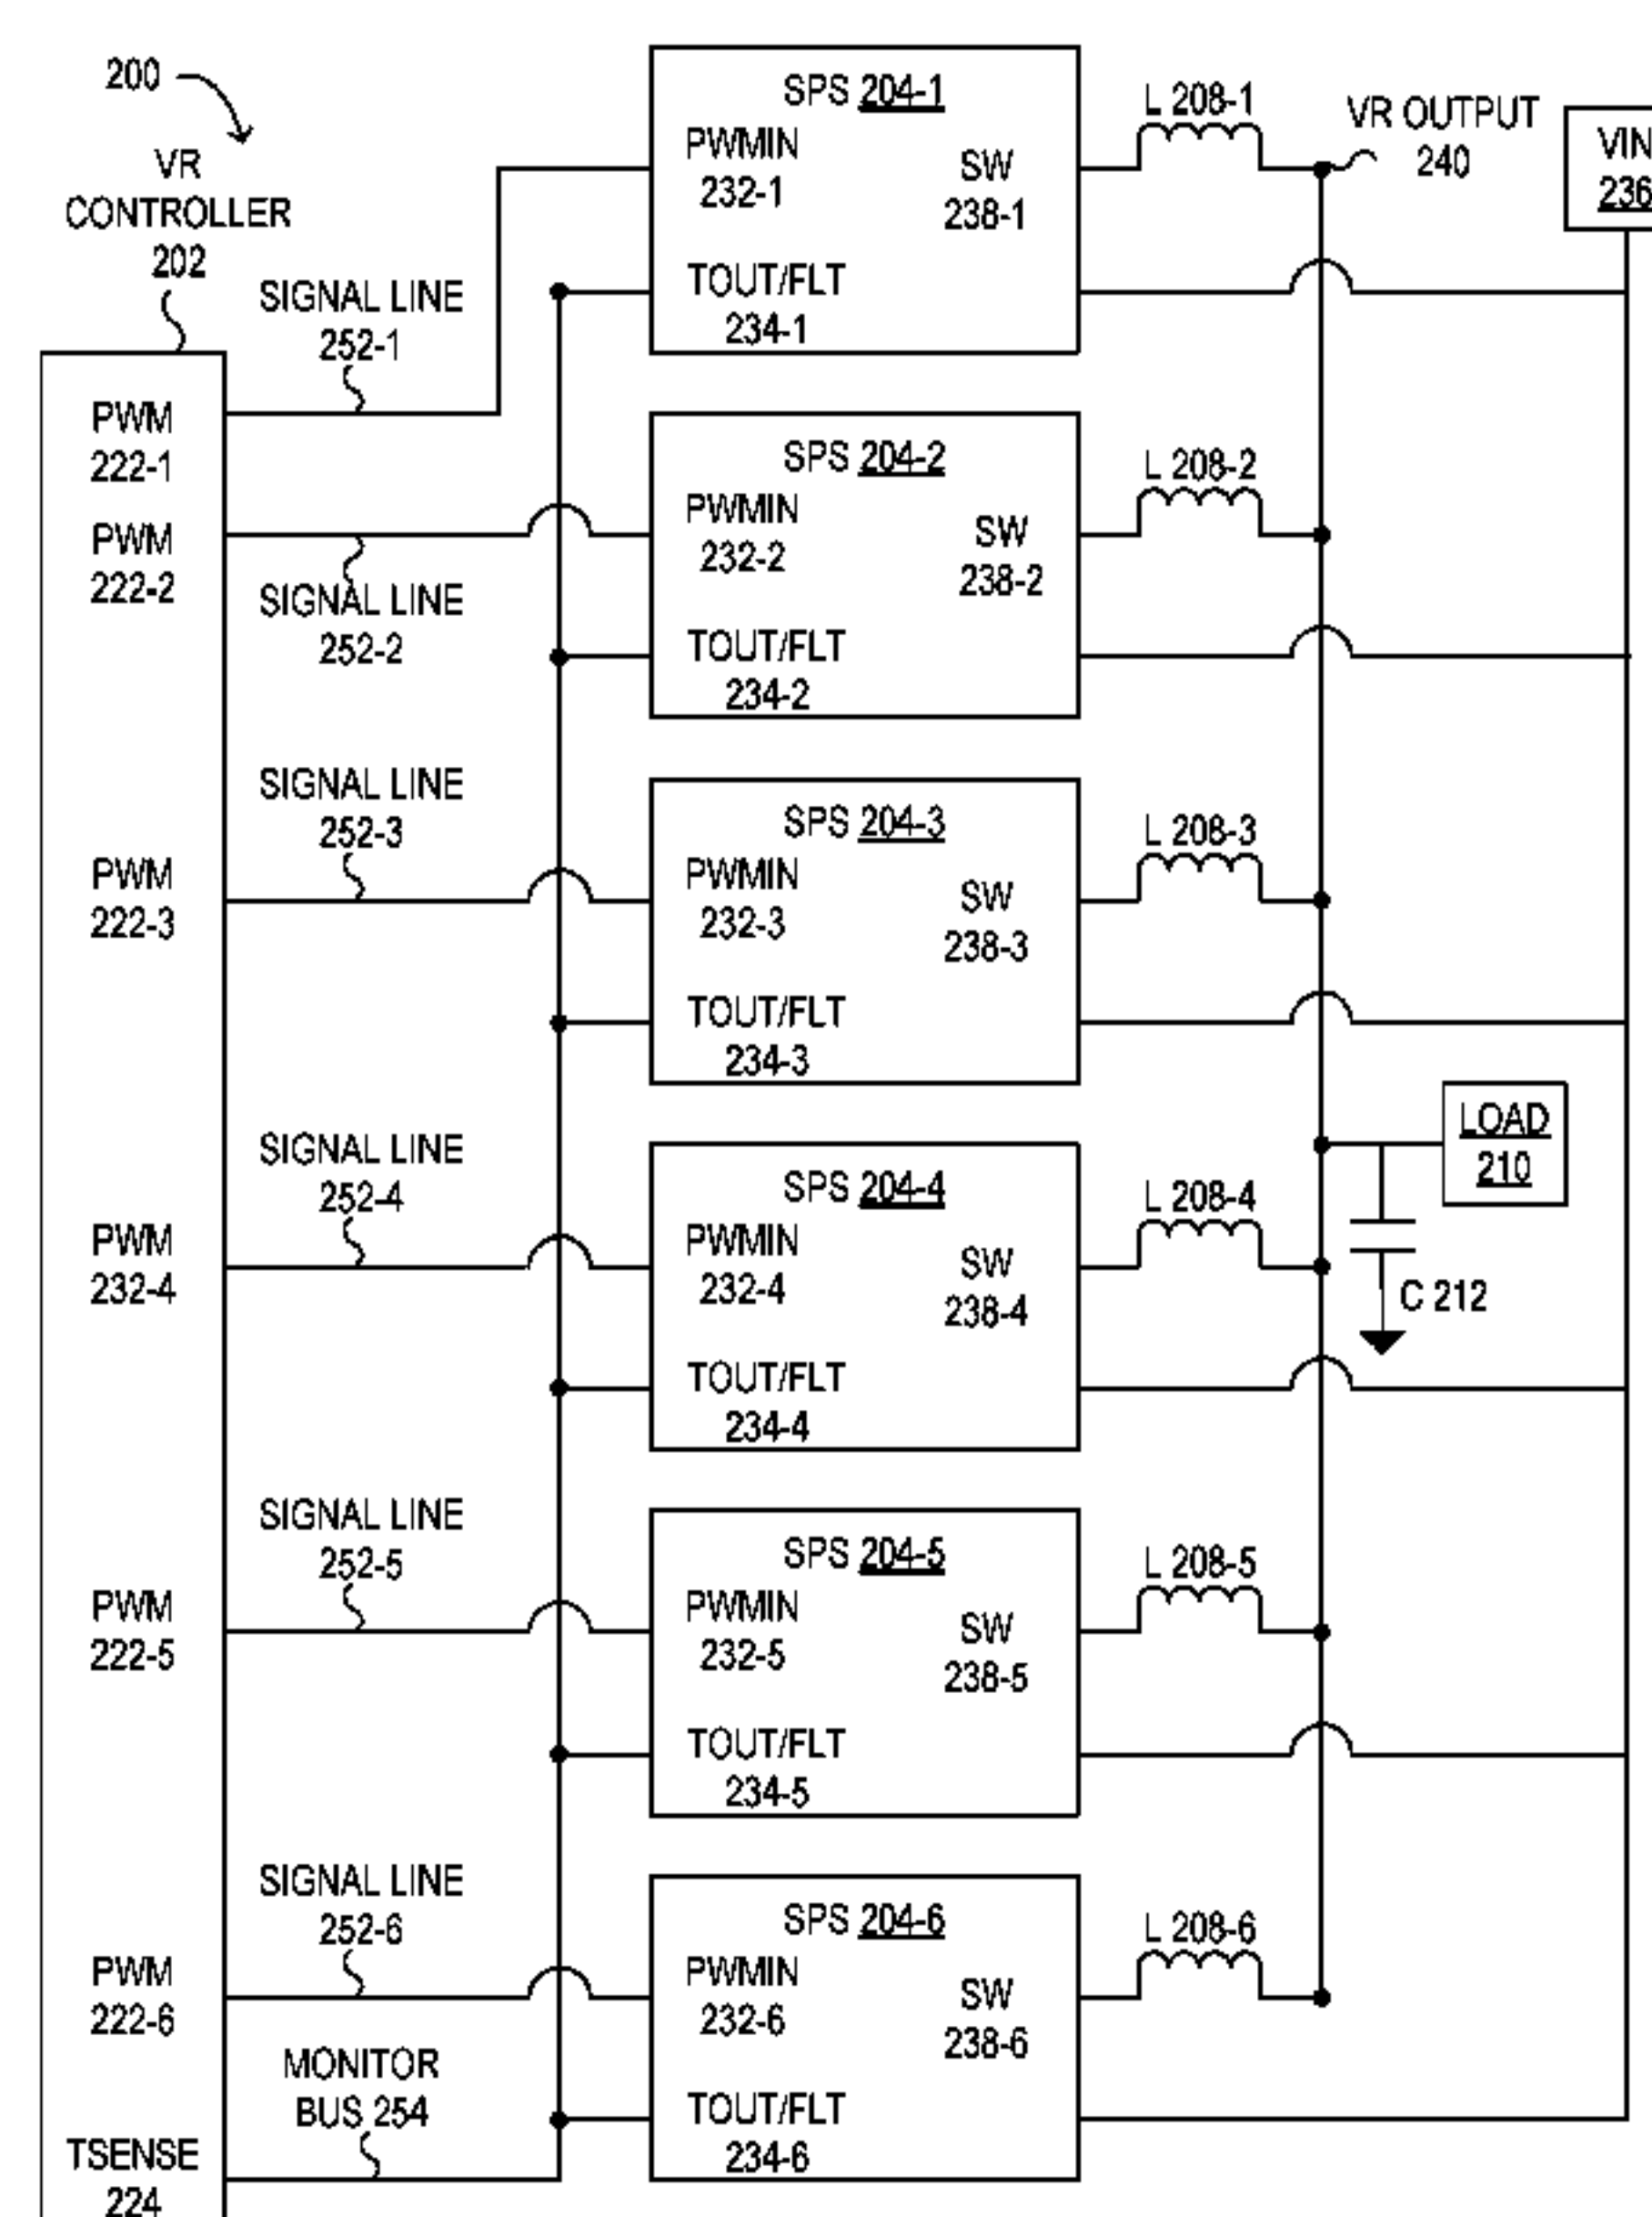 200
VR
CONTROLLER
202
SIGNAL LINE
252-1
PWM
222-1
PWM
222-2
SIGNAL LINE
252-2
SIGNAL LINE
252-3
PWM
222-3
SIGNAL LINE
252-4
PWM
232-4
SIGNAL LINE
252-5
PWM
222-5
SIGNAL LINE
252-6
PWM
222-6
MONITOR
BUS 254
TSENSE
224
SPS 204-1
PWMIN
232-1
SW
238-1
TOUT/FLT
234-1
L 208-1
VR OUTPUT
240
VIN
236
SPS 204-2
PWMIN
232-2
SW
238-2
TOUT/FLT
234-2
L 208-2
SPS 204-3
PWMIN
232-3
SW
238-3
TOUT/FLT
234-3
L 208-3
LOAD
210
C 212
SPS 204-4
PWMIN
232-4
SW
238-4
TOUT/FLT
234-4
L 208-4
SPS 204-5
PWMIN
232-5
SW
238-5
TOUT/FLT
234-5
L 208-5
SPS 204-6
PWMIN
232-6
SW
238-6
TOUT/FLT
234-6
L 208-6